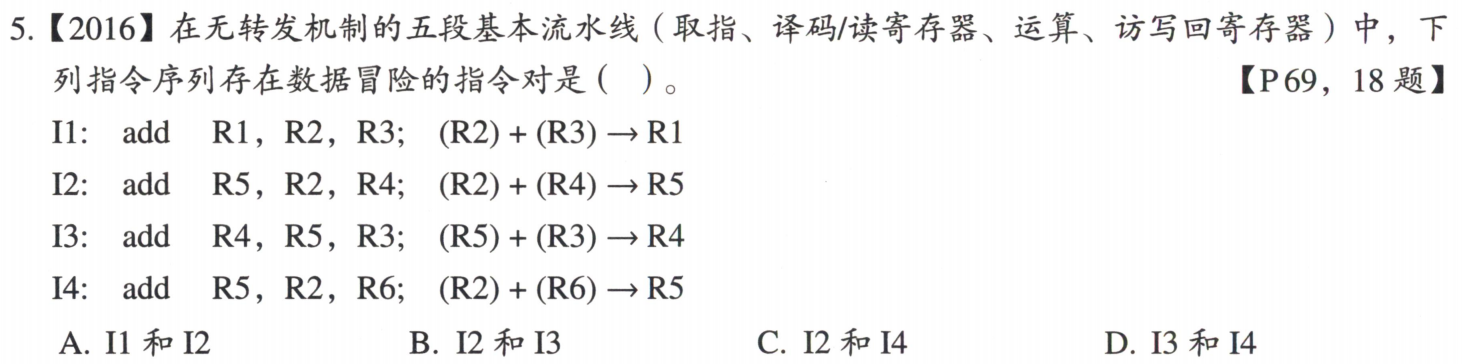 5.【2016】在无转发机制的五段基本流水线（取指、译码/读寄存器、运算、访写回寄存器）中，下
列指令序列存在数据冒险的指令对是（ ）。 【P69，18 题】
I1: add R1，R2，R3; (R2) + (R3) → R1
I2: add R5，R2，R4; (R2) + (R4) → R5
I3: add R4，R5，R3; (R5) + (R3) → R4
I4: add R5，R2，R6; (R2) + (R6) → R5
A. I1 和 I2 B. I2 和 I3 C. I2 和 I4 D. I3 和 I4